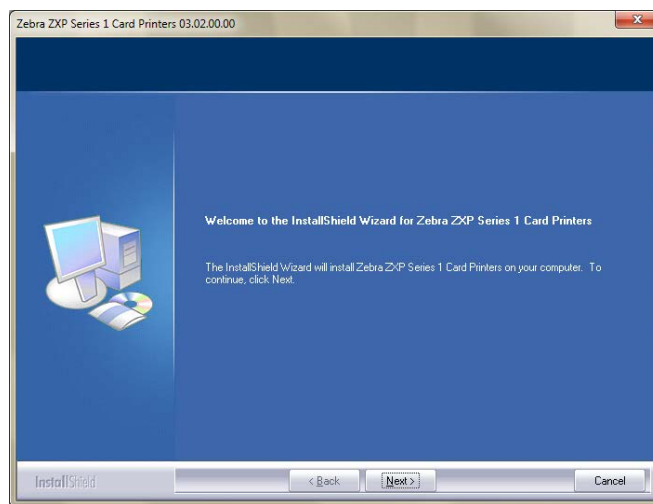 Zebra ZXP Series 1 Card Printers 03.02.00.00
Welcome to the InstallShield Wizard for Zebra ZXP Series 1 Card Printers
The InstallShield Wizard will install Zebra ZXP Series 1 Card Printers on your computer. To
continue, click Next.
InstallShield
< Back
Next >
Cancel